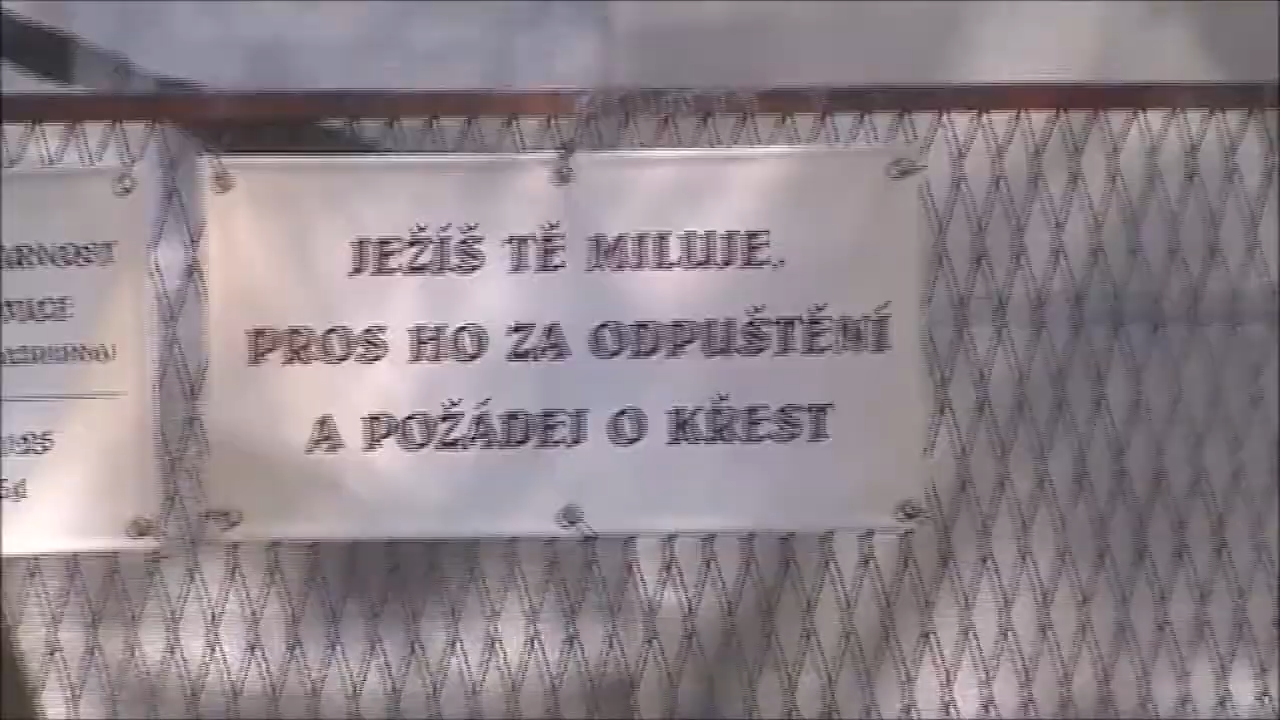 JEŽÍŠ TĚ MILUJE.
PROS HO ZA ODPUŠTĚNÍ
A POŽÁDEJ O KŘEST